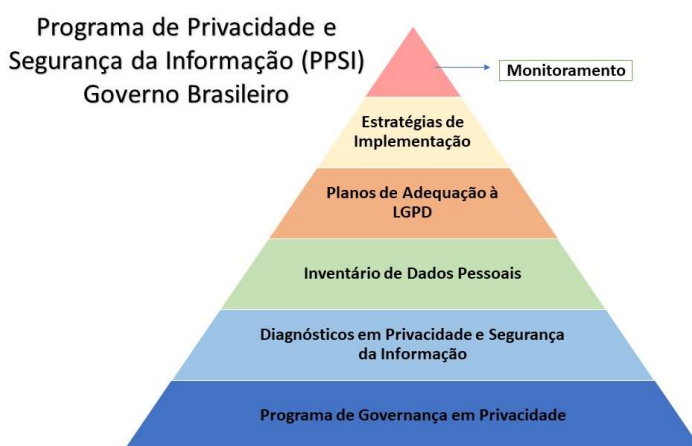 Programa de Privacidade e
Segurança da Informação (PPSI)
Governo Brasileiro
Monitoramento
Estratégias de
Implementação
Planos de Adequação à
LGPD
Inventário de Dados Pessoais
Diagnósticos em Privacidade e Segurança
da Informação
Programa de Governança em Privacidade